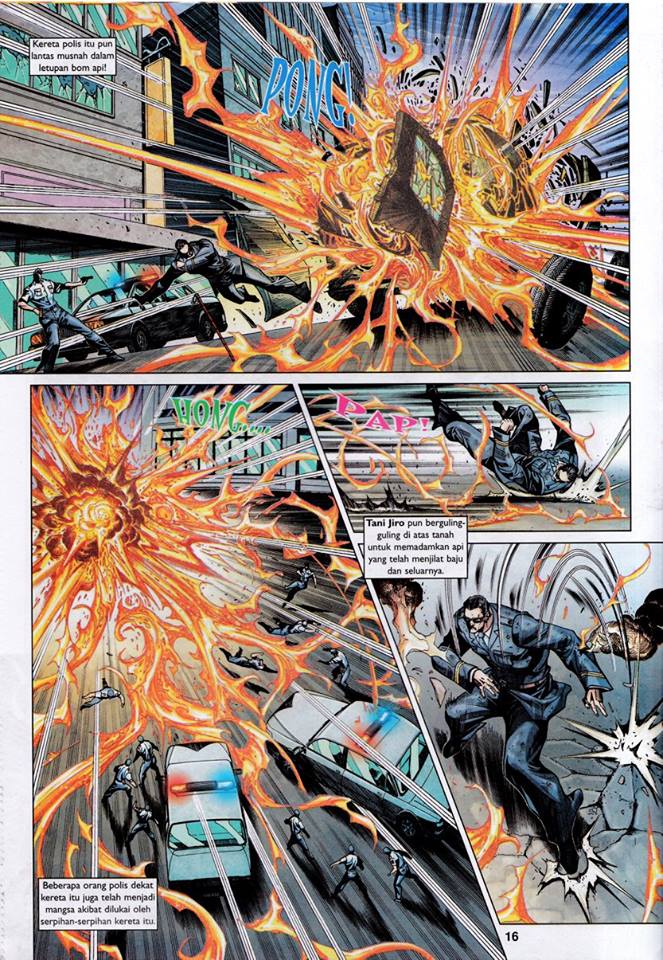 Kereta polis itu pun
lantas musnah dalam
letupan bom api!
PONG!
HONG....
PAP!
Tani Jiro pun berguling-
guling di atas tanah
untuk memadamkan api
yang telah menjilat baju
dan seluarnya.
Beberapa orang polis dekat
kereta itu juga telah menjadi
mangsa akibat dilukai oleh
serpihan-serpihan kereta itu.
16